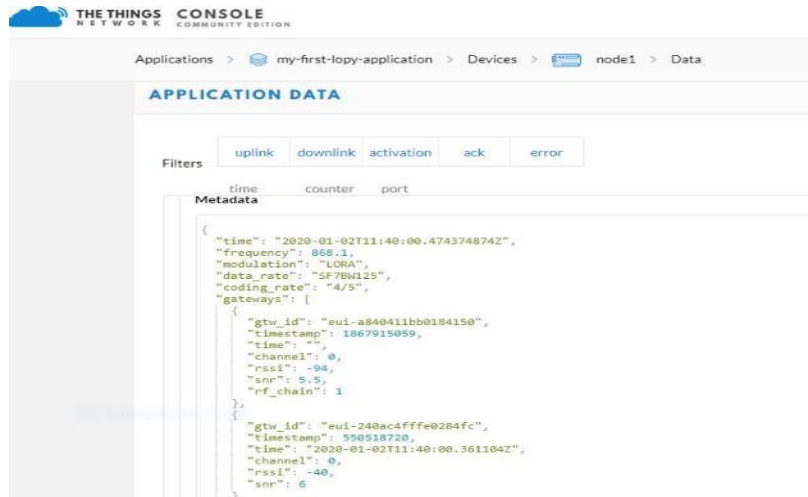 THE THINGS NETWORK CONSOLE COMMUNITY EDITION
Applications > my-first-lopy-application > Devices > node1 > Data
APPLICATION DATA
Filters uplink downlink activation ack error
time counter port
Metadata
{
"time": "2020-01-02T11:40:00.474374874Z",
"frequency": 868.1,
"modulation": "LORA",
"data_rate": "SF7BW125",
"coding_rate": "4/5",
"gateways": [
{
"gtw_id": "eui-a840411bb0184150",
"timestamp": 1867915059,
"time": "",
"channel": 0,
"rssi": -94,
"snr": 5.5,
"rf_chain": 1
},
{
"gtw_id": "eui-240ac4fffe0284fc",
"timestamp": 550518720,
"time": "2020-01-02T11:40:00.361104Z",
"channel": 0,
"rssi": -40,
"snr": 6
}